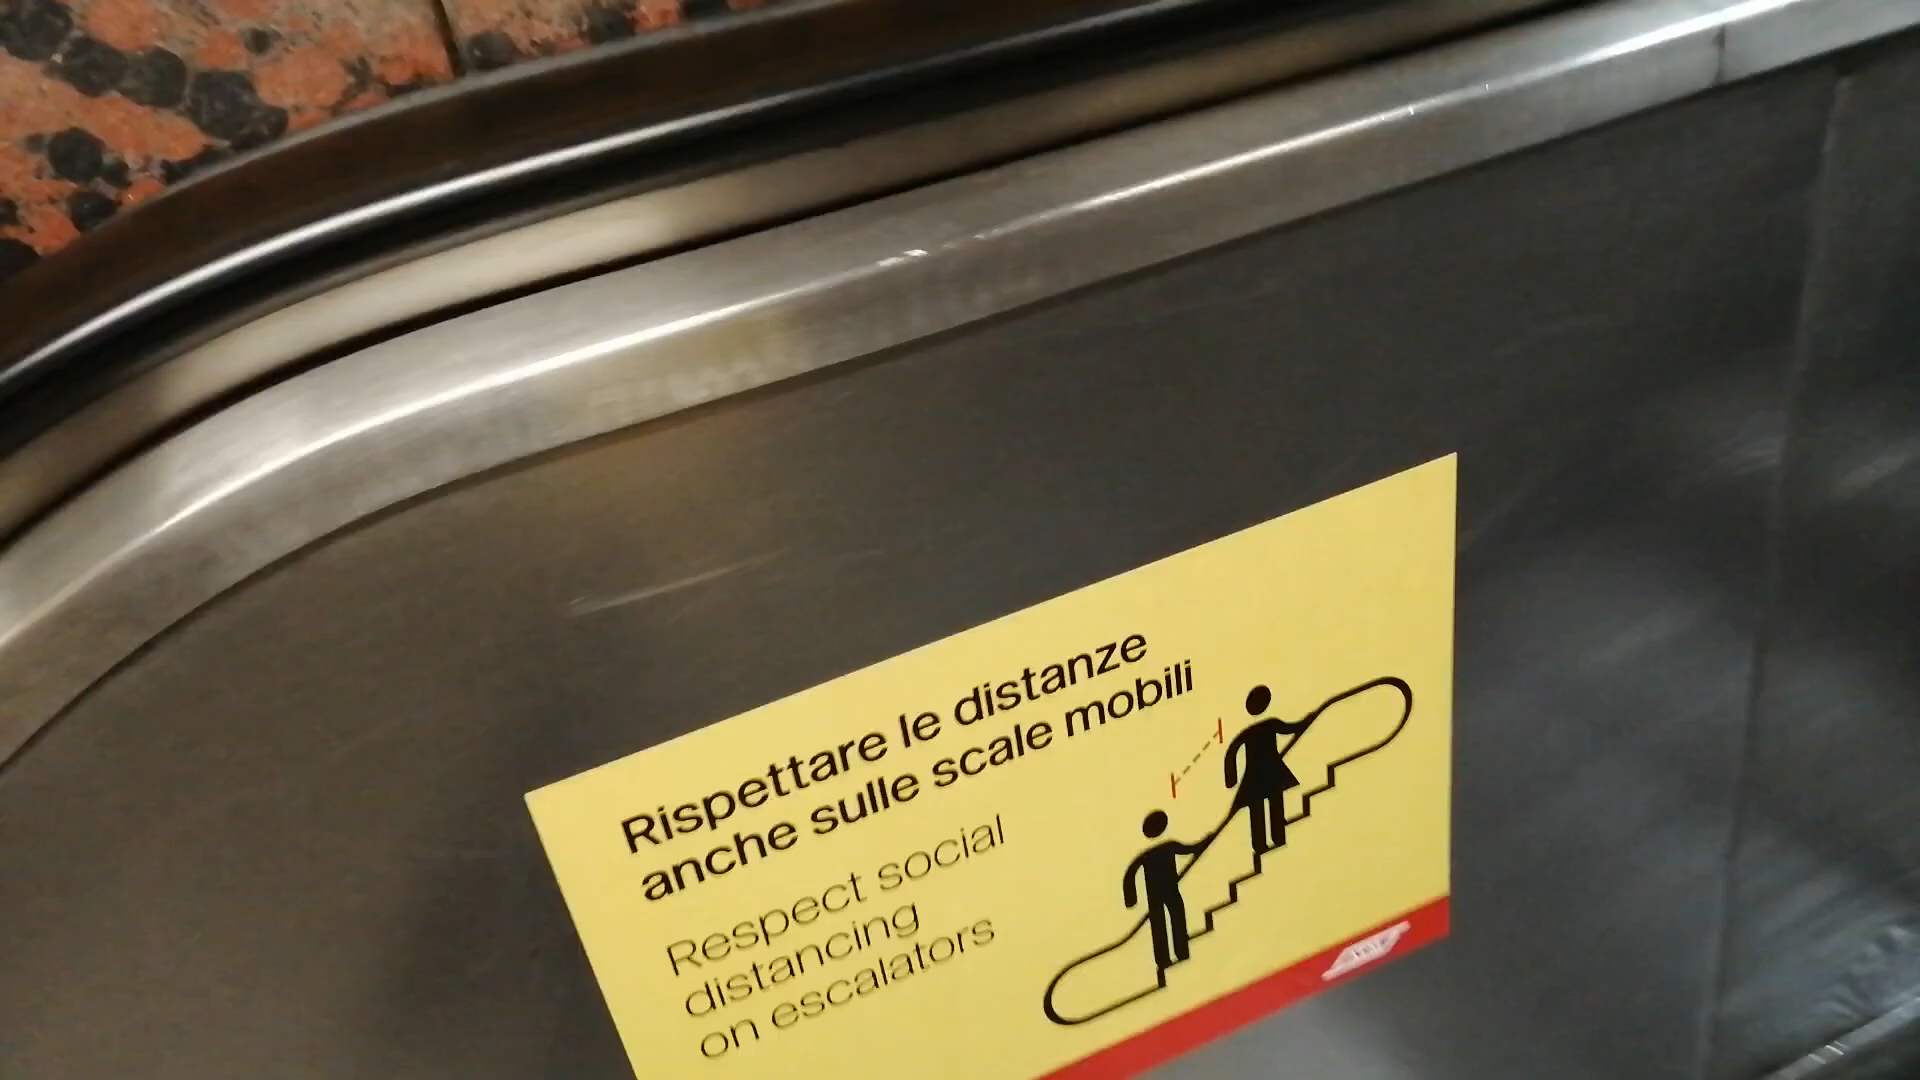 Rispettare le distanze
anche sulle scale mobili
Respect social
distancing
on escalators